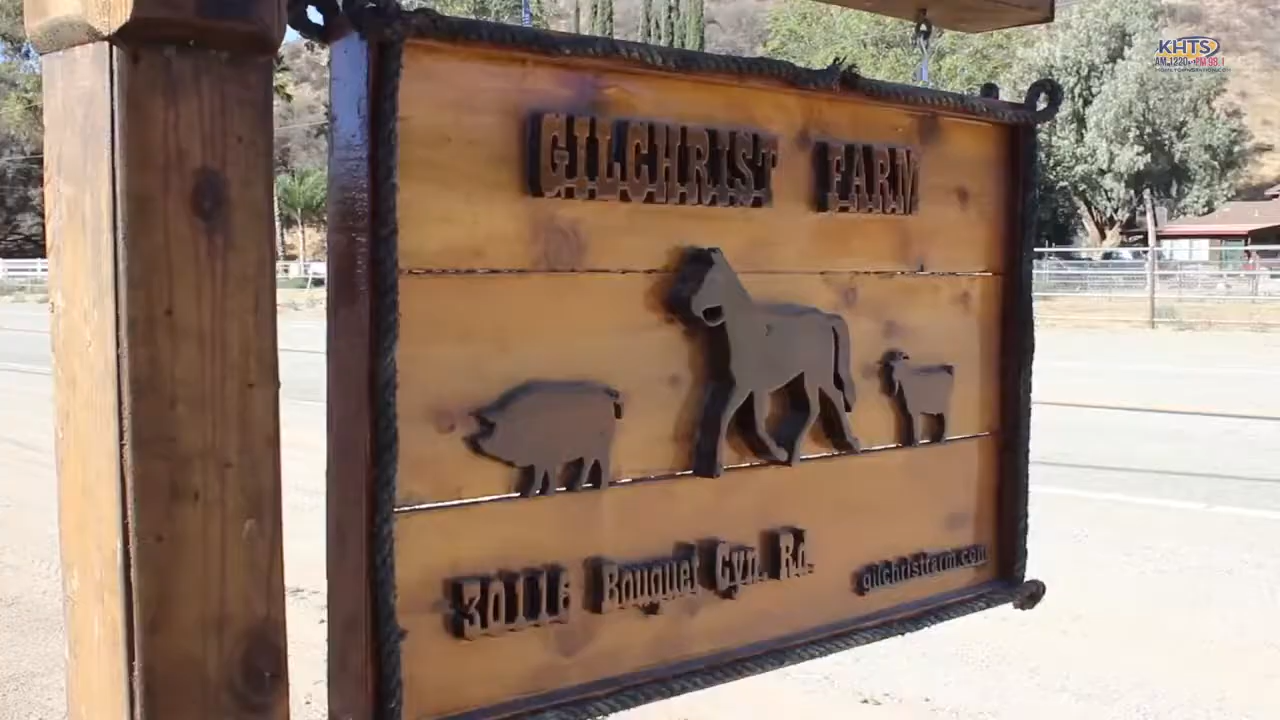 KHTS
AM 1220 FM 98.1
GILCHRIST FARM
30116 Bouquet Cyn. Rd.
gilchristfarm.com